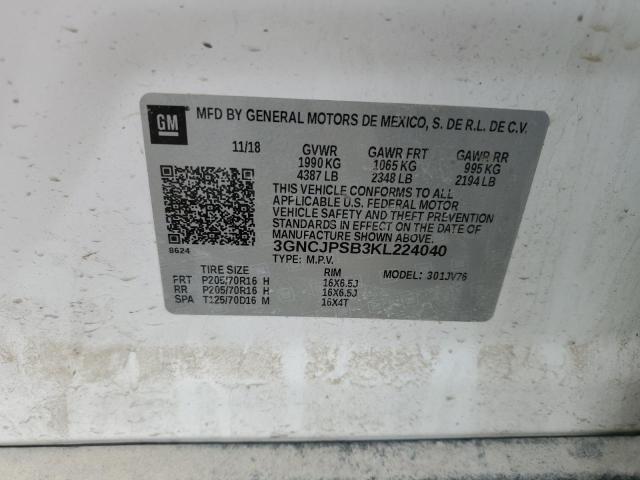 GM
MFD BY GENERAL MOTORS DE MEXICO, S. DE R.L. DE C.V.
11/18 GVWR GAWR FRT GAWR RR
1990 KG 1065 KG 995 KG
4387 LB 2348 LB 2194 LB
THIS VEHICLE CONFORMS TO ALL
APPLICABLE U.S. FEDERAL MOTOR
VEHICLE SAFETY AND THEFT PREVENTION
STANDARDS IN EFFECT ON THE DATE OF
MANUFACTURE SHOWN ABOVE.
8624
3GNCJPSB3KL224040
TYPE: M.P.V.
TIRE SIZE RIM MODEL: 301JV76
FRT P205/70R16 H 16X6.5J
RR P205/70R16 H 16X6.5J
SPA T125/70D16 M 16X4T